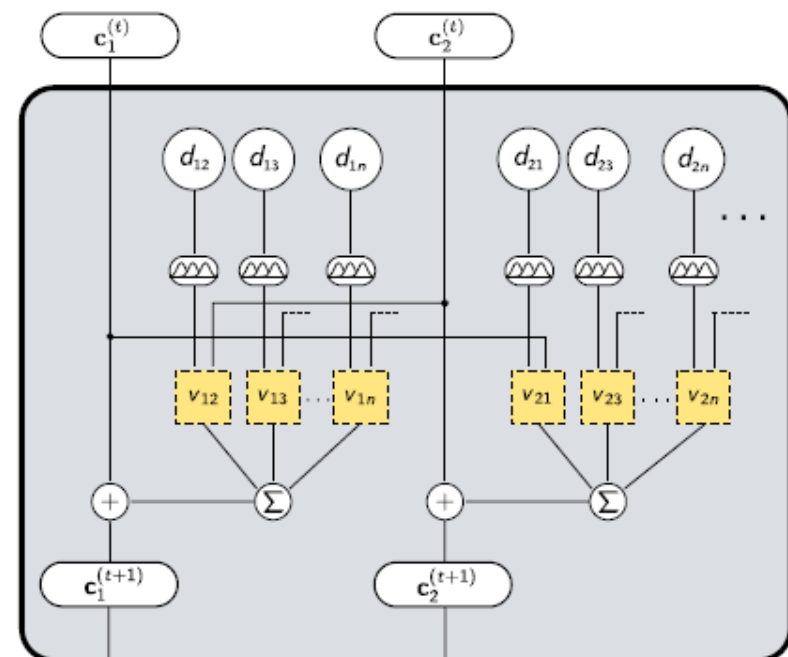 c₁⁽ᵗ⁾ c₂⁽ᵗ⁾
d₁₂ d₁₃ d₁ₙ d₂₁ d₂₃ d₂ₙ ...
v₁₂ v₁₃ ... v₁ₙ v₂₁ v₂₃ ... v₂ₙ
+ Σ + Σ
c₁⁽ᵗ⁺¹⁾ c₂⁽ᵗ⁺¹⁾